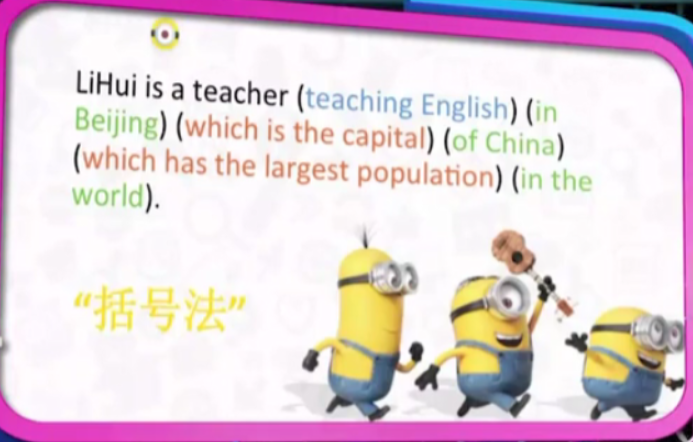 LiHui is a teacher (teaching English) (in
Beijing) (which is the capital) (of China)
(which has the largest population) (in the
world).
“括号法”